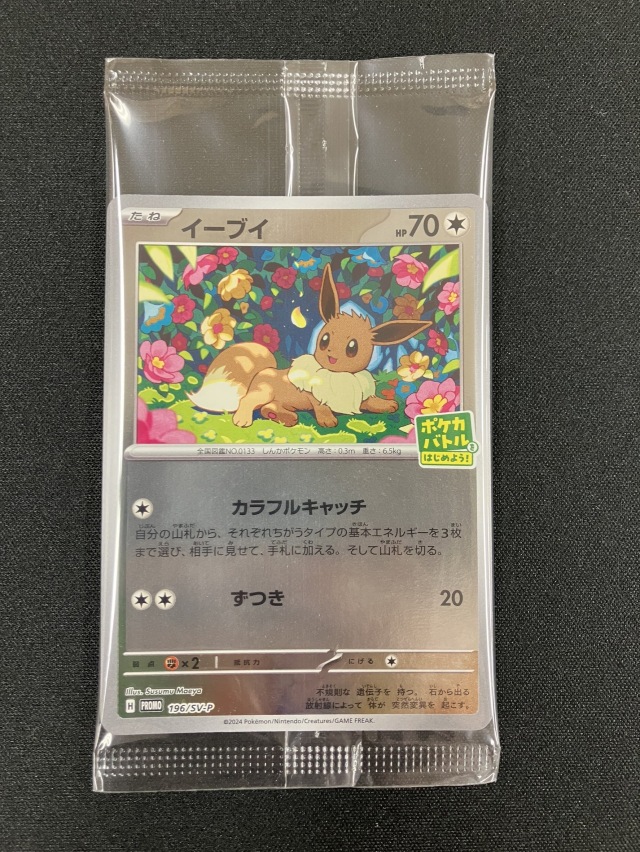 たね イーブイ HP 70
ポケカ
バトルを
はじめよう!
全国図鑑NO.0133 しんかポケモン 高さ:0.3m 重さ:6.5kg
カラフルキャッチ
自分の山札から、それぞれちがうタイプの基本エネルギーを3枚
まで選び、相手に見せて、手札に加える。そして山札を切る。
ずつき 20
弱点 ×2 抵抗力 にげる
Illus. Susumu Maeya
不規則な 遺伝子を 持つ。 石から出る
放射線によって 体が 突然変異を 起こす。
H PROMO 196/SV-P
©2024 Pokémon/Nintendo/Creatures/GAME FREAK.